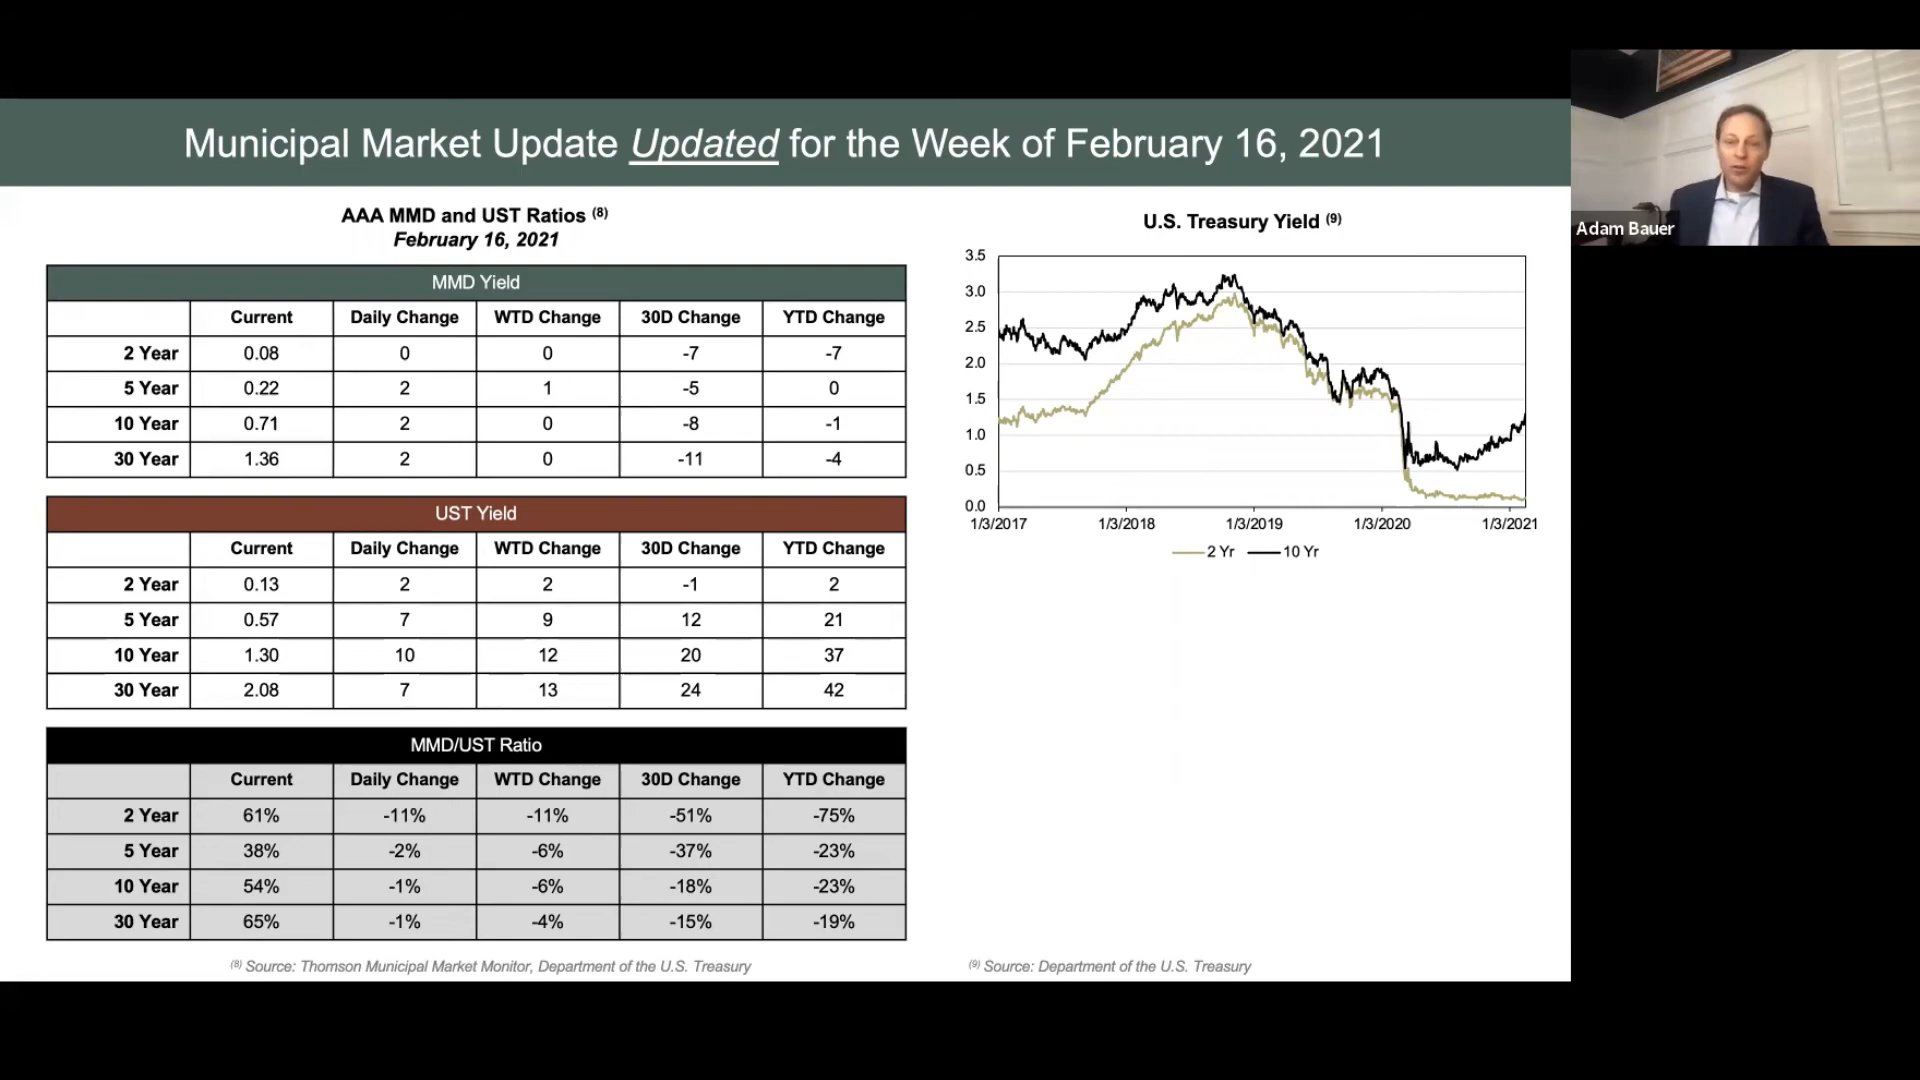 Municipal Market Update Updated for the Week of February 16, 2021
AAA MMD and UST Ratios (8)
February 16, 2021
MMD Yield
Current Daily Change WTD Change 30D Change YTD Change
2 Year 0.08 0 0 -7 -7
5 Year 0.22 2 1 -5 0
10 Year 0.71 2 0 -8 -1
30 Year 1.36 2 0 -11 -4
UST Yield
Current Daily Change WTD Change 30D Change YTD Change
2 Year 0.13 2 2 -1 2
5 Year 0.57 7 9 12 21
10 Year 1.30 10 12 20 37
30 Year 2.08 7 13 24 42
MMD/UST Ratio
Current Daily Change WTD Change 30D Change YTD Change
2 Year 61% -11% -11% -51% -75%
5 Year 38% -2% -6% -37% -23%
10 Year 54% -1% -6% -18% -23%
30 Year 65% -1% -4% -15% -19%
(8) Source: Thomson Municipal Market Monitor, Department of the U.S. Treasury
U.S. Treasury Yield (9)
3.5
3.0
2.5
2.0
1.5
1.0
0.5
0.0
1/3/2017 1/3/2018 1/3/2019 1/3/2020 1/3/2021
2 Yr 10 Yr
(9) Source: Department of the U.S. Treasury
Adam Bauer